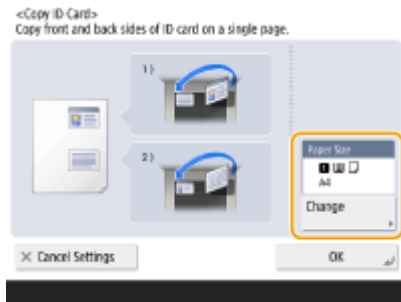 <Copy ID Card>
Copy front and back sides of ID card on a single page.
1)
2)
Paper Size
1
A4
Change
× Cancel Settings
OK